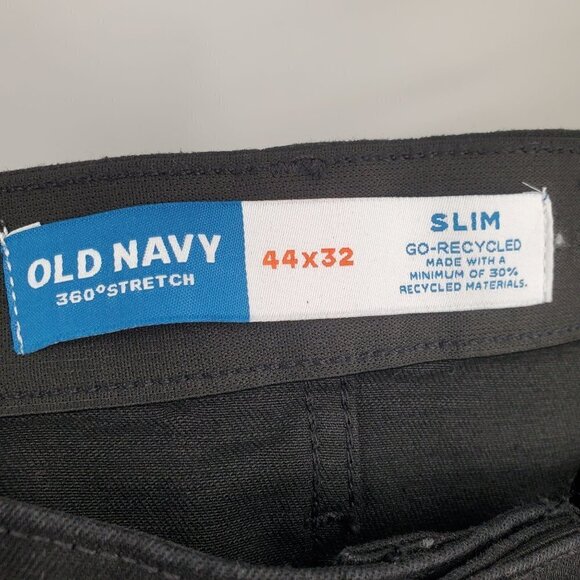 OLD NAVY
360°STRETCH
44x32
SLIM
GO-RECYCLED
MADE WITH A
MINIMUM OF 30%
RECYCLED MATERIALS.